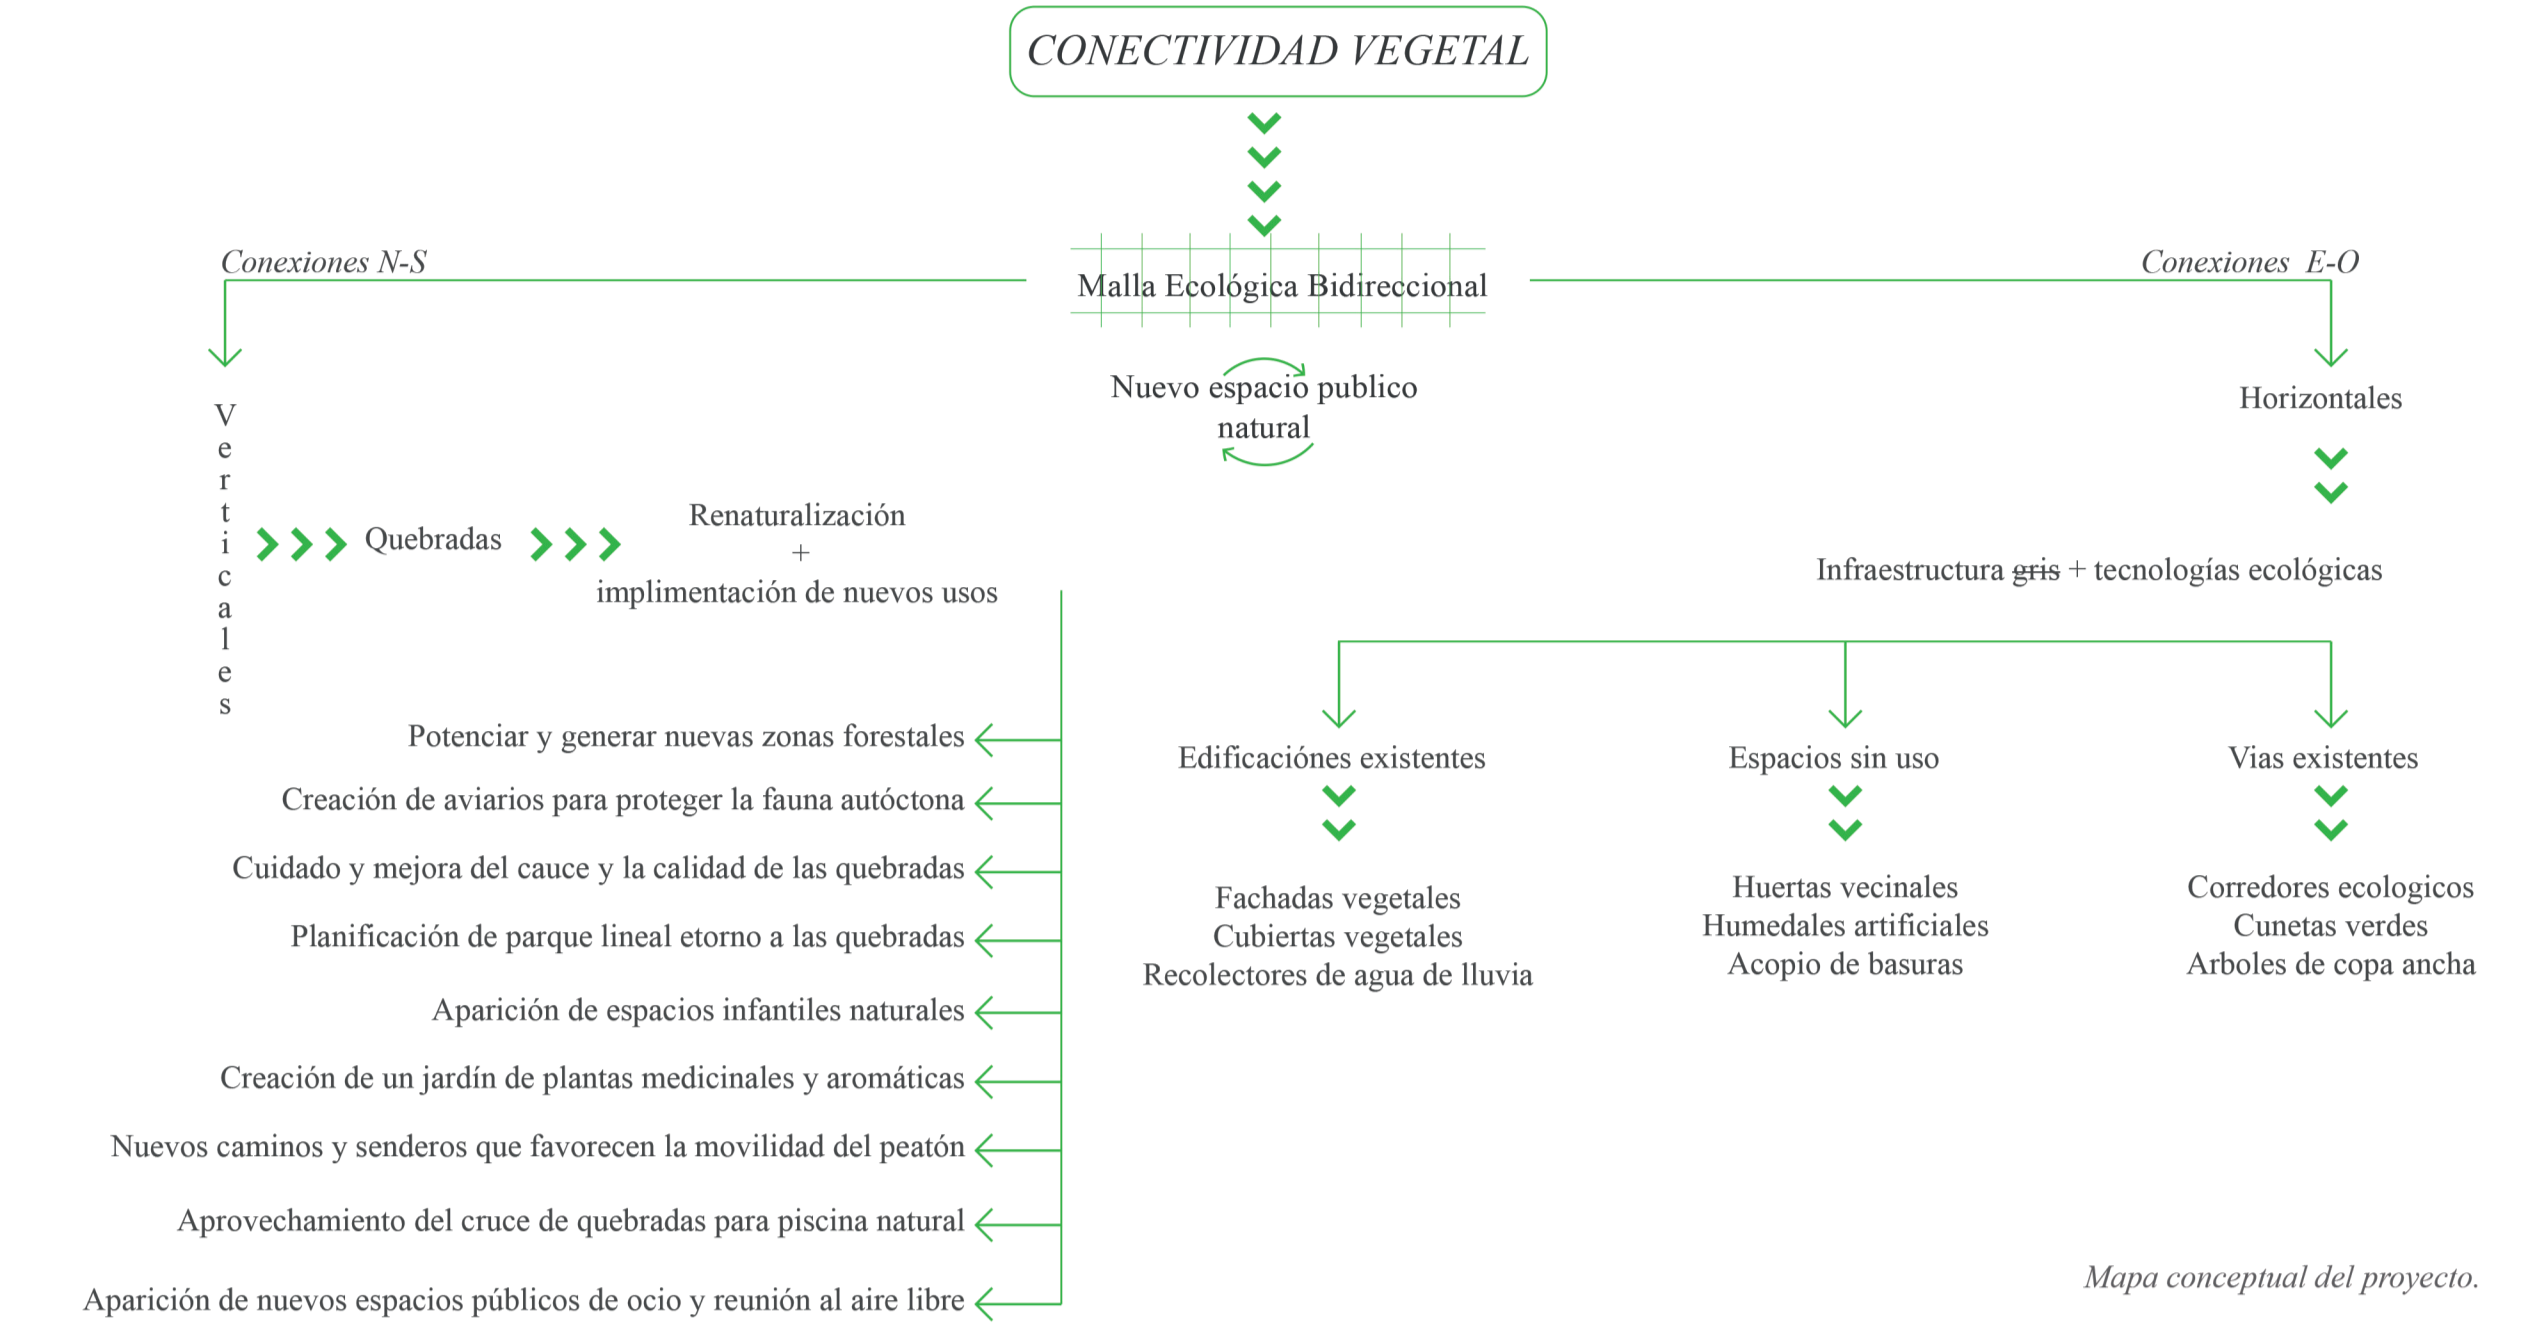 CONECTIVIDAD VEGETAL
Conexiones N-S
Malla Ecológica Bidireccional
Conexiones E-O
Nuevo espacio publico
natural
Verticales
Quebradas
Renaturalización
+
implimentación de nuevos usos
Potenciar y generar nuevas zonas forestales
Creación de aviarios para proteger la fauna autóctona
Cuidado y mejora del cauce y la calidad de las quebradas
Planificación de parque lineal etorno a las quebradas
Aparición de espacios infantiles naturales
Creación de un jardín de plantas medicinales y aromáticas
Nuevos caminos y senderos que favorecen la movilidad del peatón
Aprovechamiento del cruce de quebradas para piscina natural
Aparición de nuevos espacios públicos de ocio y reunión al aire libre
Horizontales
Infraestructura gris + tecnologías ecológicas
Edificaciónes existentes
Fachadas vegetales
Cubiertas vegetales
Recolectores de agua de lluvia
Espacios sin uso
Huertas vecinales
Humedales artificiales
Acopio de basuras
Vias existentes
Corredores ecologicos
Cunetas verdes
Arboles de copa ancha
Mapa conceptual del proyecto.